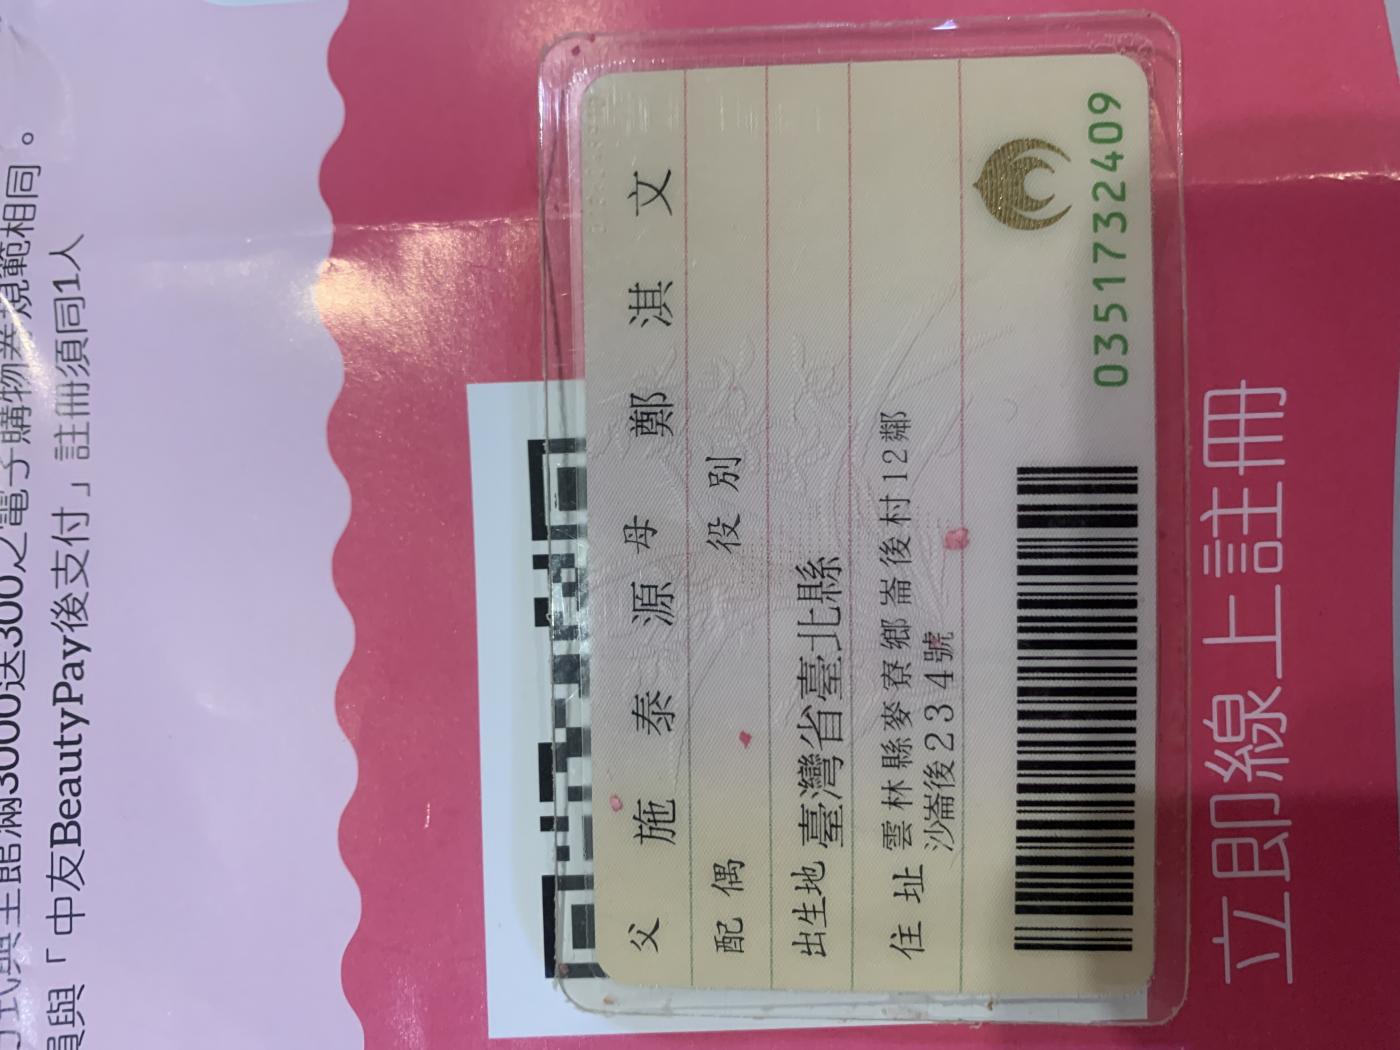 父 施泰源 母 鄭淇文
配偶 役別
出生地 臺灣省臺北縣
住址 雲林縣麥寮鄉崙後村12鄰
沙崙後234號
0351732409
立即線上註冊
員與「中友BeautyPay後支付」註冊須同1人